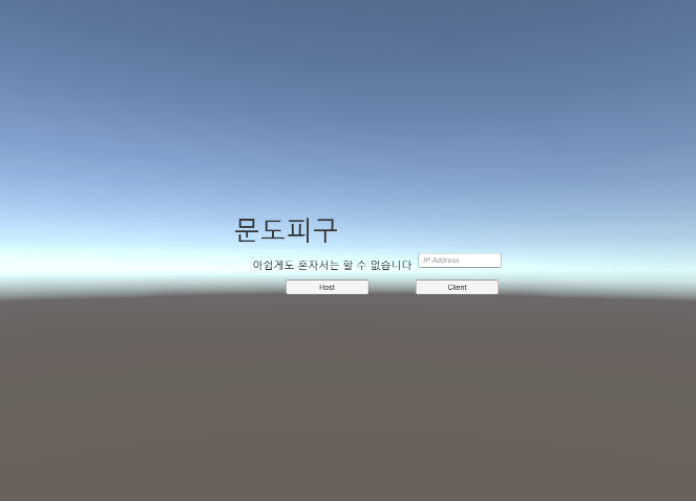 문도피구
아쉽게도 혼자서는 할 수 없습니다
IP Address
Host
Client